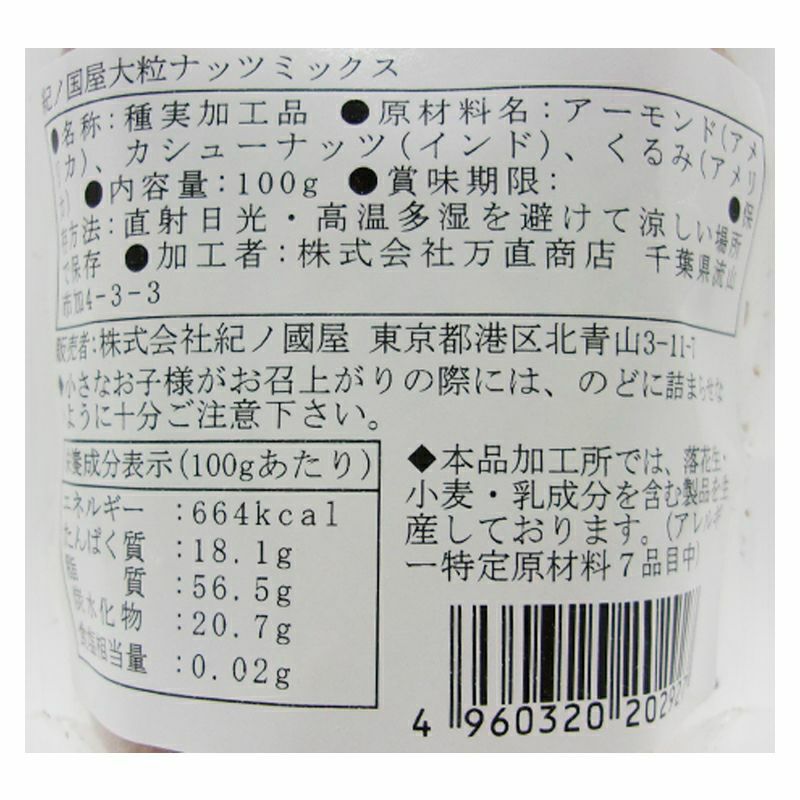 紀ノ国屋大粒ナッツミックス
●名称:種実加工品 ●原材料名:アーモンド(アメ
リカ)、カシューナッツ(インド)、くるみ(アメリ
カ) ●内容量:100g ●賞味期限: ●保
存方法:直射日光・高温多湿を避けて涼しい場所
で保存 ●加工者:株式会社万直商店 千葉県流山
市加4-3-3
販売者:株式会社紀ノ國屋 東京都港区北青山3-11-7
◆小さなお子様がお召上がりの際には、のどに詰まらせな
ように十分ご注意下さい。
栄養成分表示(100gあたり)
エネルギー :664kcal
たんぱく質 :18.1g
脂質 :56.5g
炭水化物 :20.7g
食塩相当量 :0.02g
◆本品加工所では、落花生・
小麦・乳成分を含む製品を生
産しております。(アレルギ
ー特定原材料7品目中)
4 960320 20292